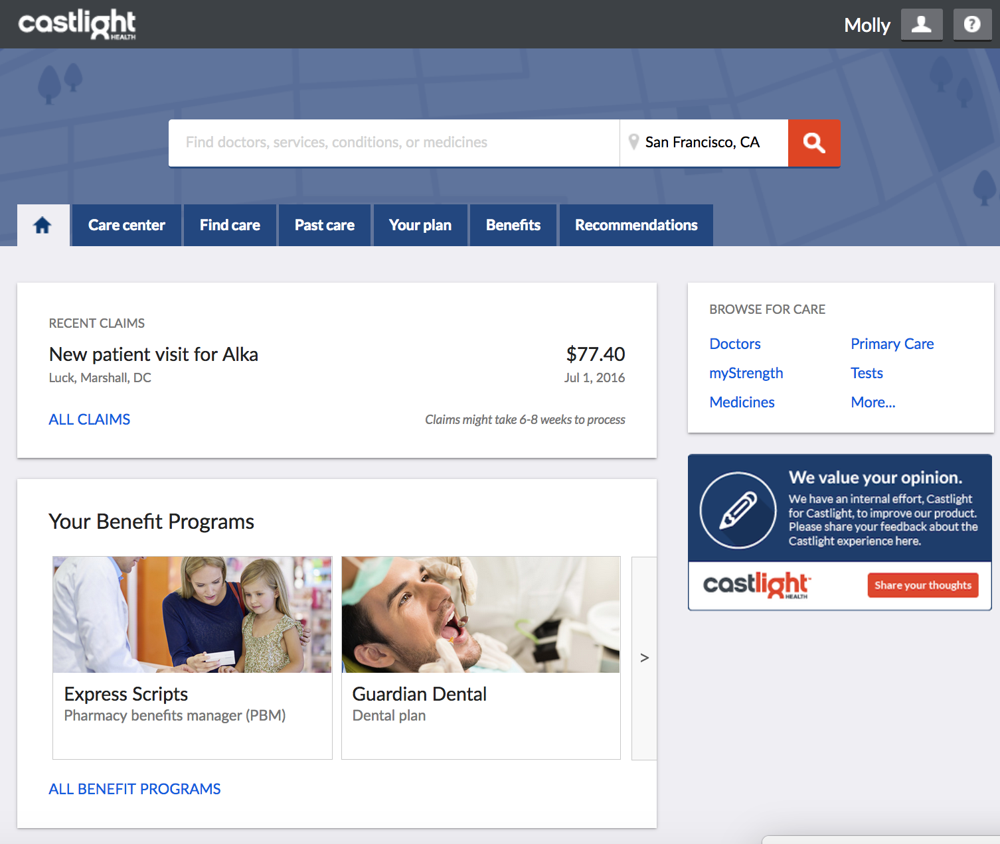 castlight
HEALTH
Molly
?
Find doctors, services, conditions, or medicines
San Francisco, CA
Care center
Find care
Past care
Your plan
Benefits
Recommendations
RECENT CLAIMS
New patient visit for Alka
$77.40
Luck, Marshall, DC
Jul 1, 2016
ALL CLAIMS
Claims might take 6-8 weeks to process
BROWSE FOR CARE
Doctors
Primary Care
myStrength
Tests
Medicines
More...
We value your opinion.
We have an internal effort, Castlight
for Castlight, to improve our product.
Please share your feedback about the
Castlight experience here.
castlight
HEALTH
Share your thoughts
Your Benefit Programs
Express Scripts
Pharmacy benefits manager (PBM)
Guardian Dental
Dental plan
>
ALL BENEFIT PROGRAMS